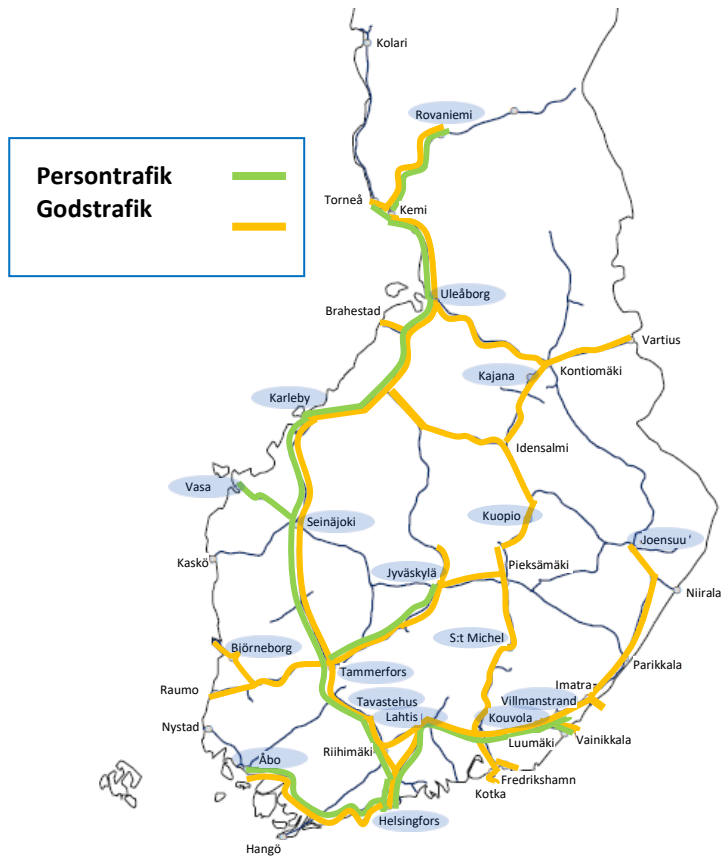 Kolari
Rovaniemi
Persontrafik
Godstrafik
Torneå
Kemi
Uleåborg
Brahestad
Vartius
Kontiomäki
Kajana
Karleby
Idensalmi
Vasa
Kuopio
Seinäjoki
Joensuu '
Kaskö
Jyväskylä
Pieksämäki
Niirala
S:t Michel
Björneborg
Parikkala
Tammerfors
Imatra
Raumo
Villmanstrand
Tavastehus
Lahtis
Kouvola
Nystad
Vainikkala
Luumäki
Riihimäki
Åbo
Fredrikshamn
Kotka
Helsingfors
Hangö